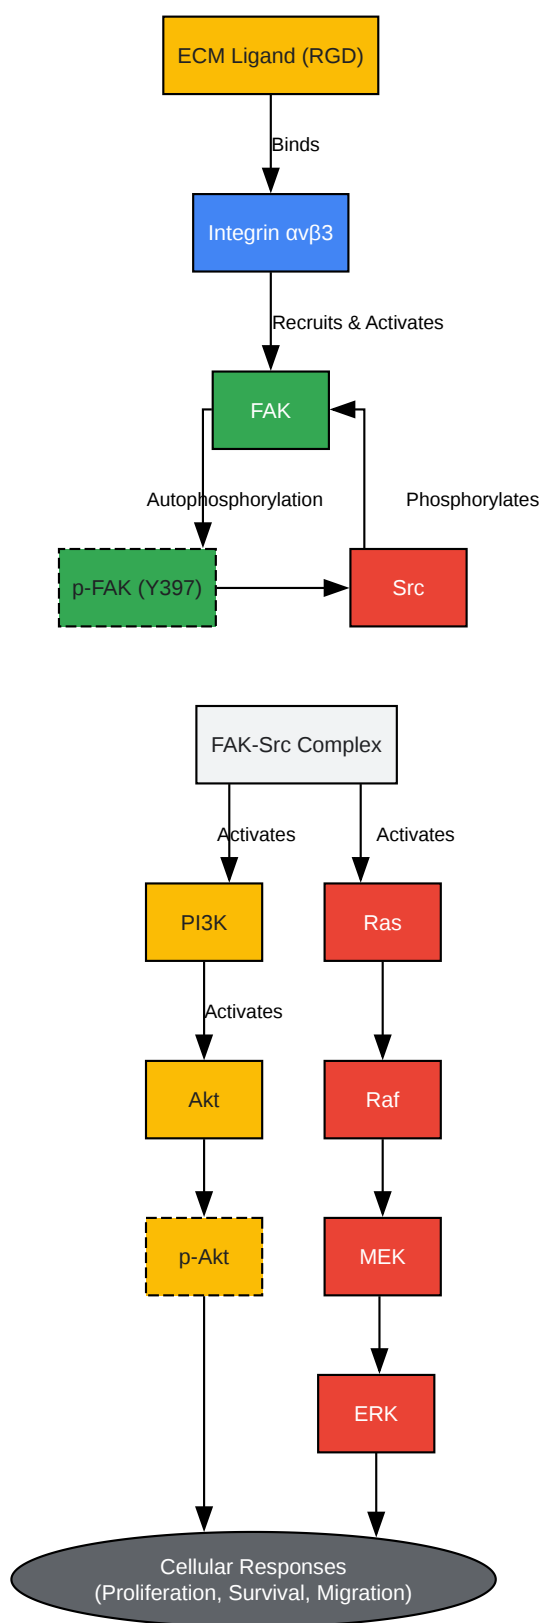 ECM Ligand (RGD)
Binds
Integrin αvβ3
Recruits & Activates
FAK
Autophosphorylation
Phosphorylates
p-FAK (Y397)
Src
FAK-Src Complex
Activates
Activates
PI3K
Ras
Activates
Akt
Raf
p-Akt
MEK
ERK
Cellular Responses
(Proliferation, Survival, Migration)